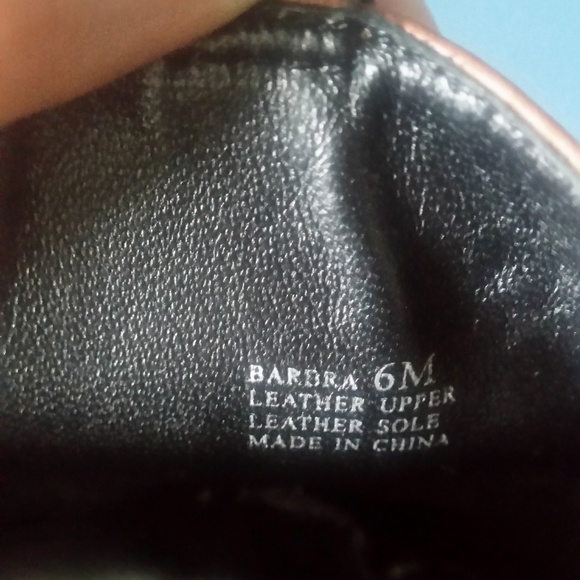 BARBRA 6M
LEATHER UPPER
LEATHER SOLE
MADE IN CHINA